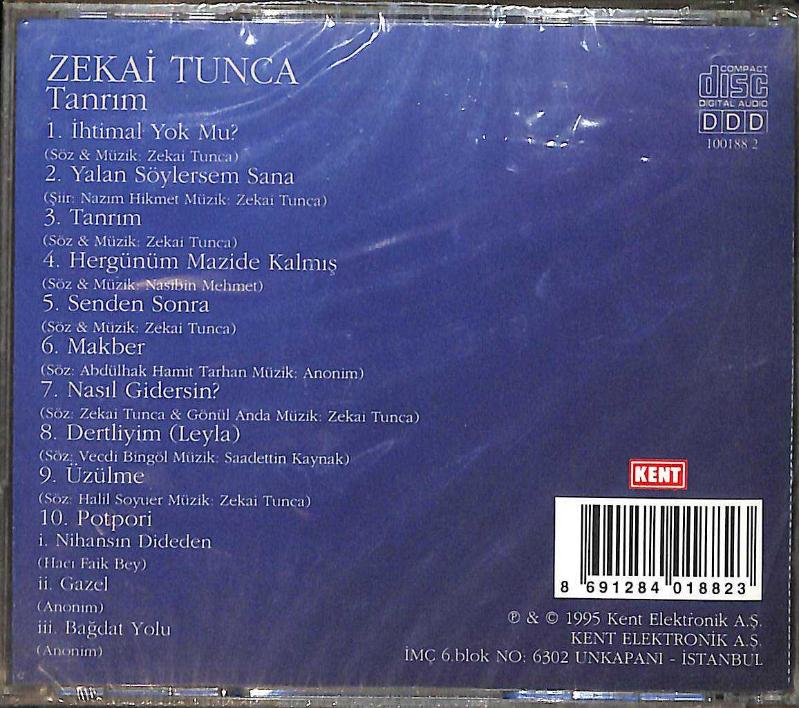 ZEKAİ TUNCA
Tanrım
1. İhtimal Yok Mu?
(Söz & Müzik: Zekai Tunca)
2. Yalan Söylersem Sana
(Şiir: Nazım Hikmet Müzik: Zekai Tunca)
3. Tanrım
(Söz & Müzik: Zekai Tunca)
4. Hergünüm Mazide Kalmış
(Söz & Müzik: Nasibin Mehmet)
5. Senden Sonra
(Söz & Müzik: Zekai Tunca)
6. Makber
(Söz: Abdülhak Hamit Tarhan Müzik: Anonim)
7. Nasıl Gidersin?
(Söz: Zekai Tunca & Gönül Anda Müzik: Zekai Tunca)
8. Dertliyim (Leyla)
(Söz: Vecdi Bingöl Müzik: Saadettin Kaynak)
9. Üzülme
(Söz: Halil Soyuer Müzik: Zekai Tunca)
10. Potpori
i. Nihansın Dideden
(Hacı Faik Bey)
ii. Gazel
(Anonim)
iii. Bağdat Yolu
(Anonim)
COMPACT
disc
DIGITAL AUDIO
DDD
100188 2
KENT
8 691284 018823
℗ & © 1995 Kent Elektronik A.Ş.
KENT ELEKTRONİK A.Ş.
İMÇ 6.blok NO: 6302 UNKAPANI - İSTANBUL